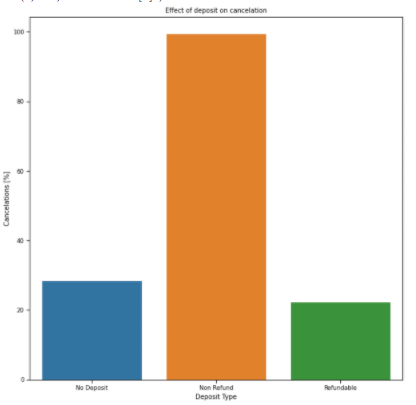 Effect of deposit on cancelation
100
80
60
40
20
0
Cancelations [%]
No Deposit
Non Refund
Refundable
Deposit Type